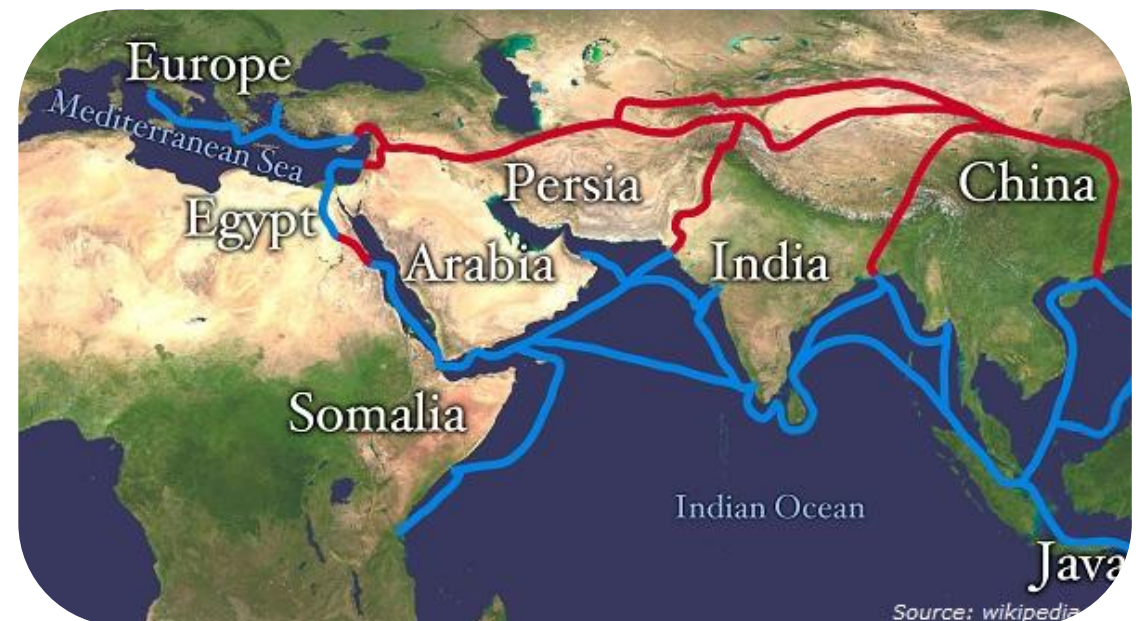 Europe
Mediterranean Sea
Persia
China
Egypt
Arabia
India
Somalia
Indian Ocean
Java
Source: wikipedia